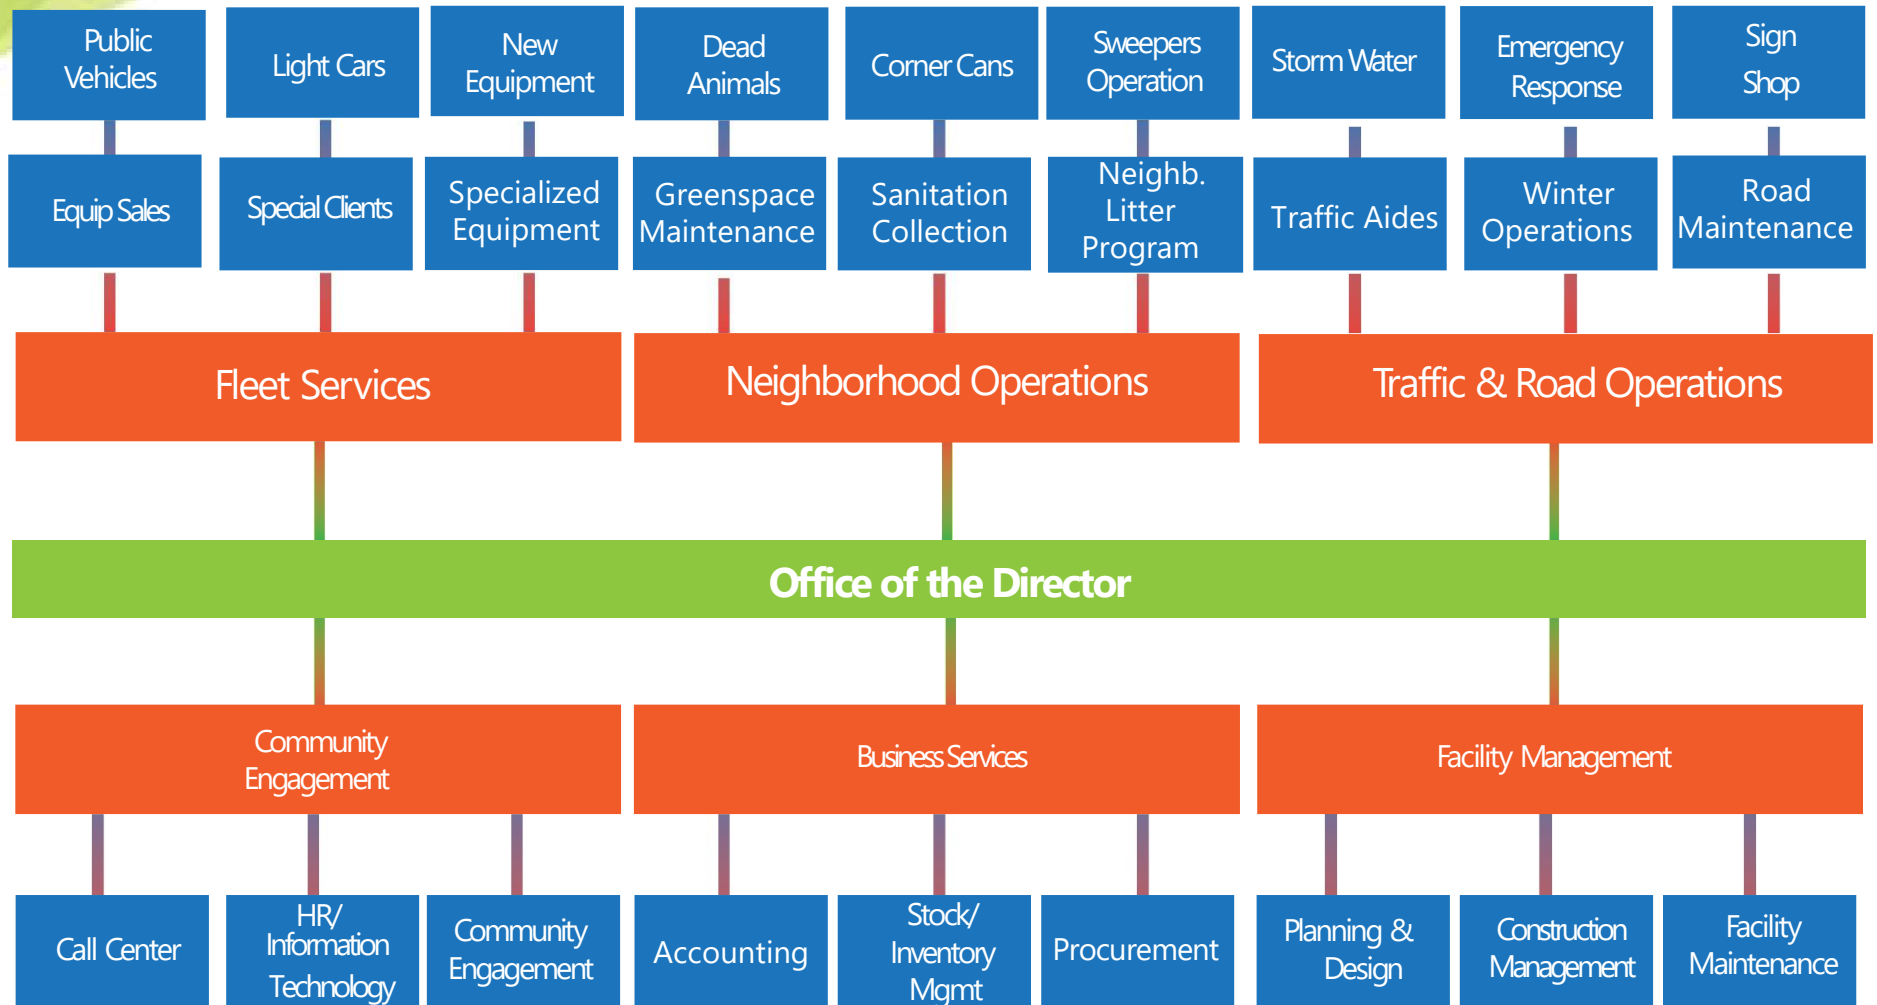 Public
Vehicles
Light Cars
New
Equipment
Dead
Animals
Corner Cans
Sweepers
Operation
Storm Water
Emergency
Response
Sign
Shop
Equip Sales
Special Clients
Specialized
Equipment
Greenspace
Maintenance
Sanitation
Collection
Neighb.
Litter
Program
Traffic Aides
Winter
Operations
Road
Maintenance
Fleet Services
Neighborhood Operations
Traffic & Road Operations
Office of the Director
Community
Engagement
Business Services
Facility Management
Call Center
HR/
Information
Technology
Community
Engagement
Accounting
Stock/
Inventory
Mgmt
Procurement
Planning &
Design
Construction
Management
Facility
Maintenance